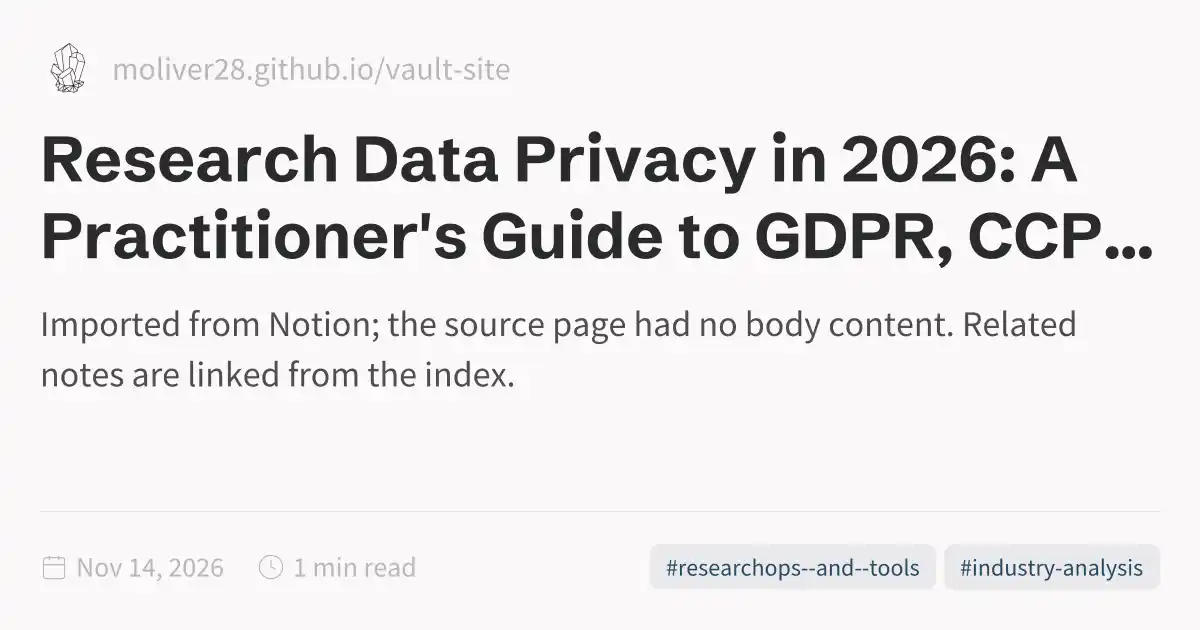 moliver28.github.io/vault-site
Research Data Privacy in 2026: A
Practitioner's Guide to GDPR, CCP...
Imported from Notion; the source page had no body content. Related
notes are linked from the index.
Nov 14, 2026
1 min read
#researchops--and--tools
#industry-analysis